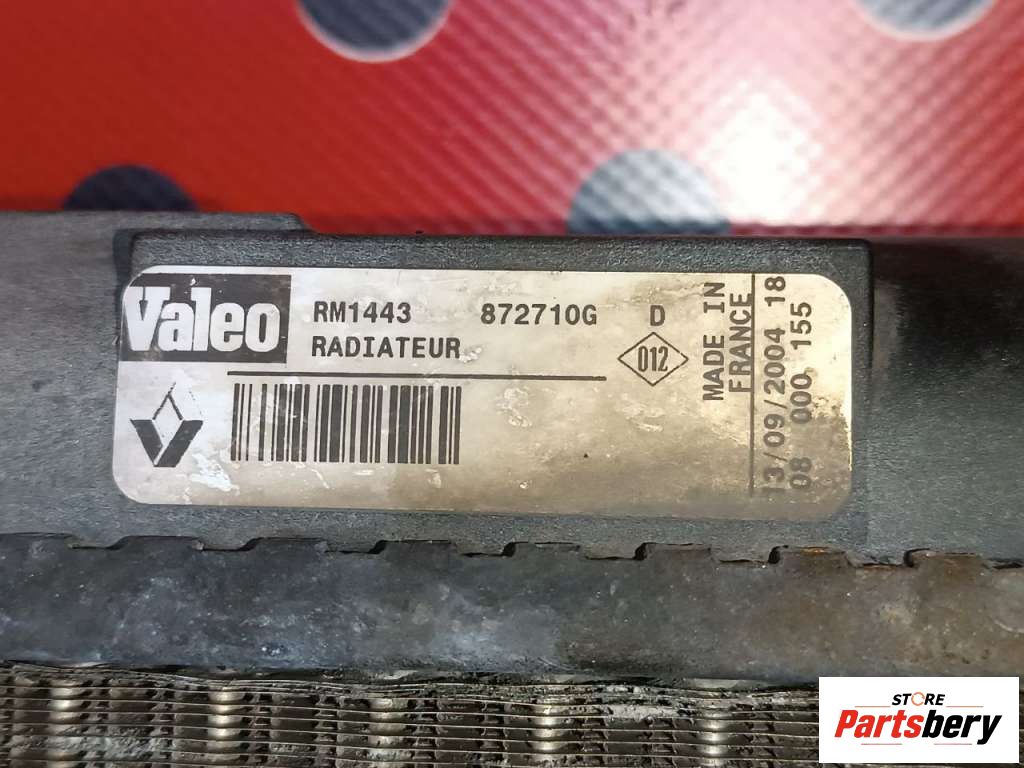 Valeo
RM1443 872710G D
RADIATEUR
012
MADE IN
FRANCE
13/09/2004 18
08 000 155
STORE
Partsbery